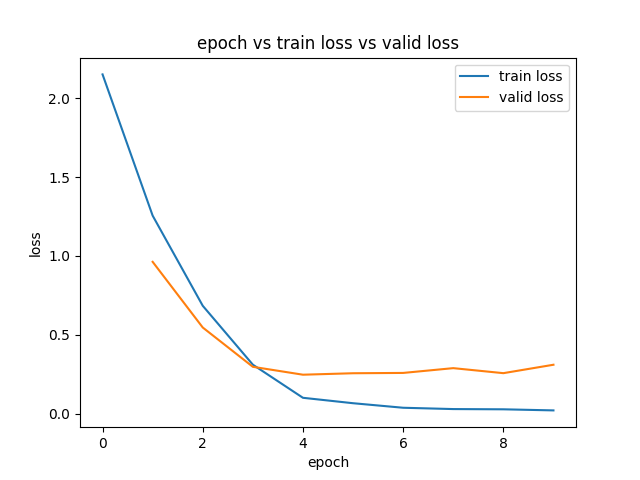 epoch vs train loss vs valid loss
train loss
valid loss
2.0
1.5
1.0
0.5
0.0
loss
0 2 4 6 8
epoch